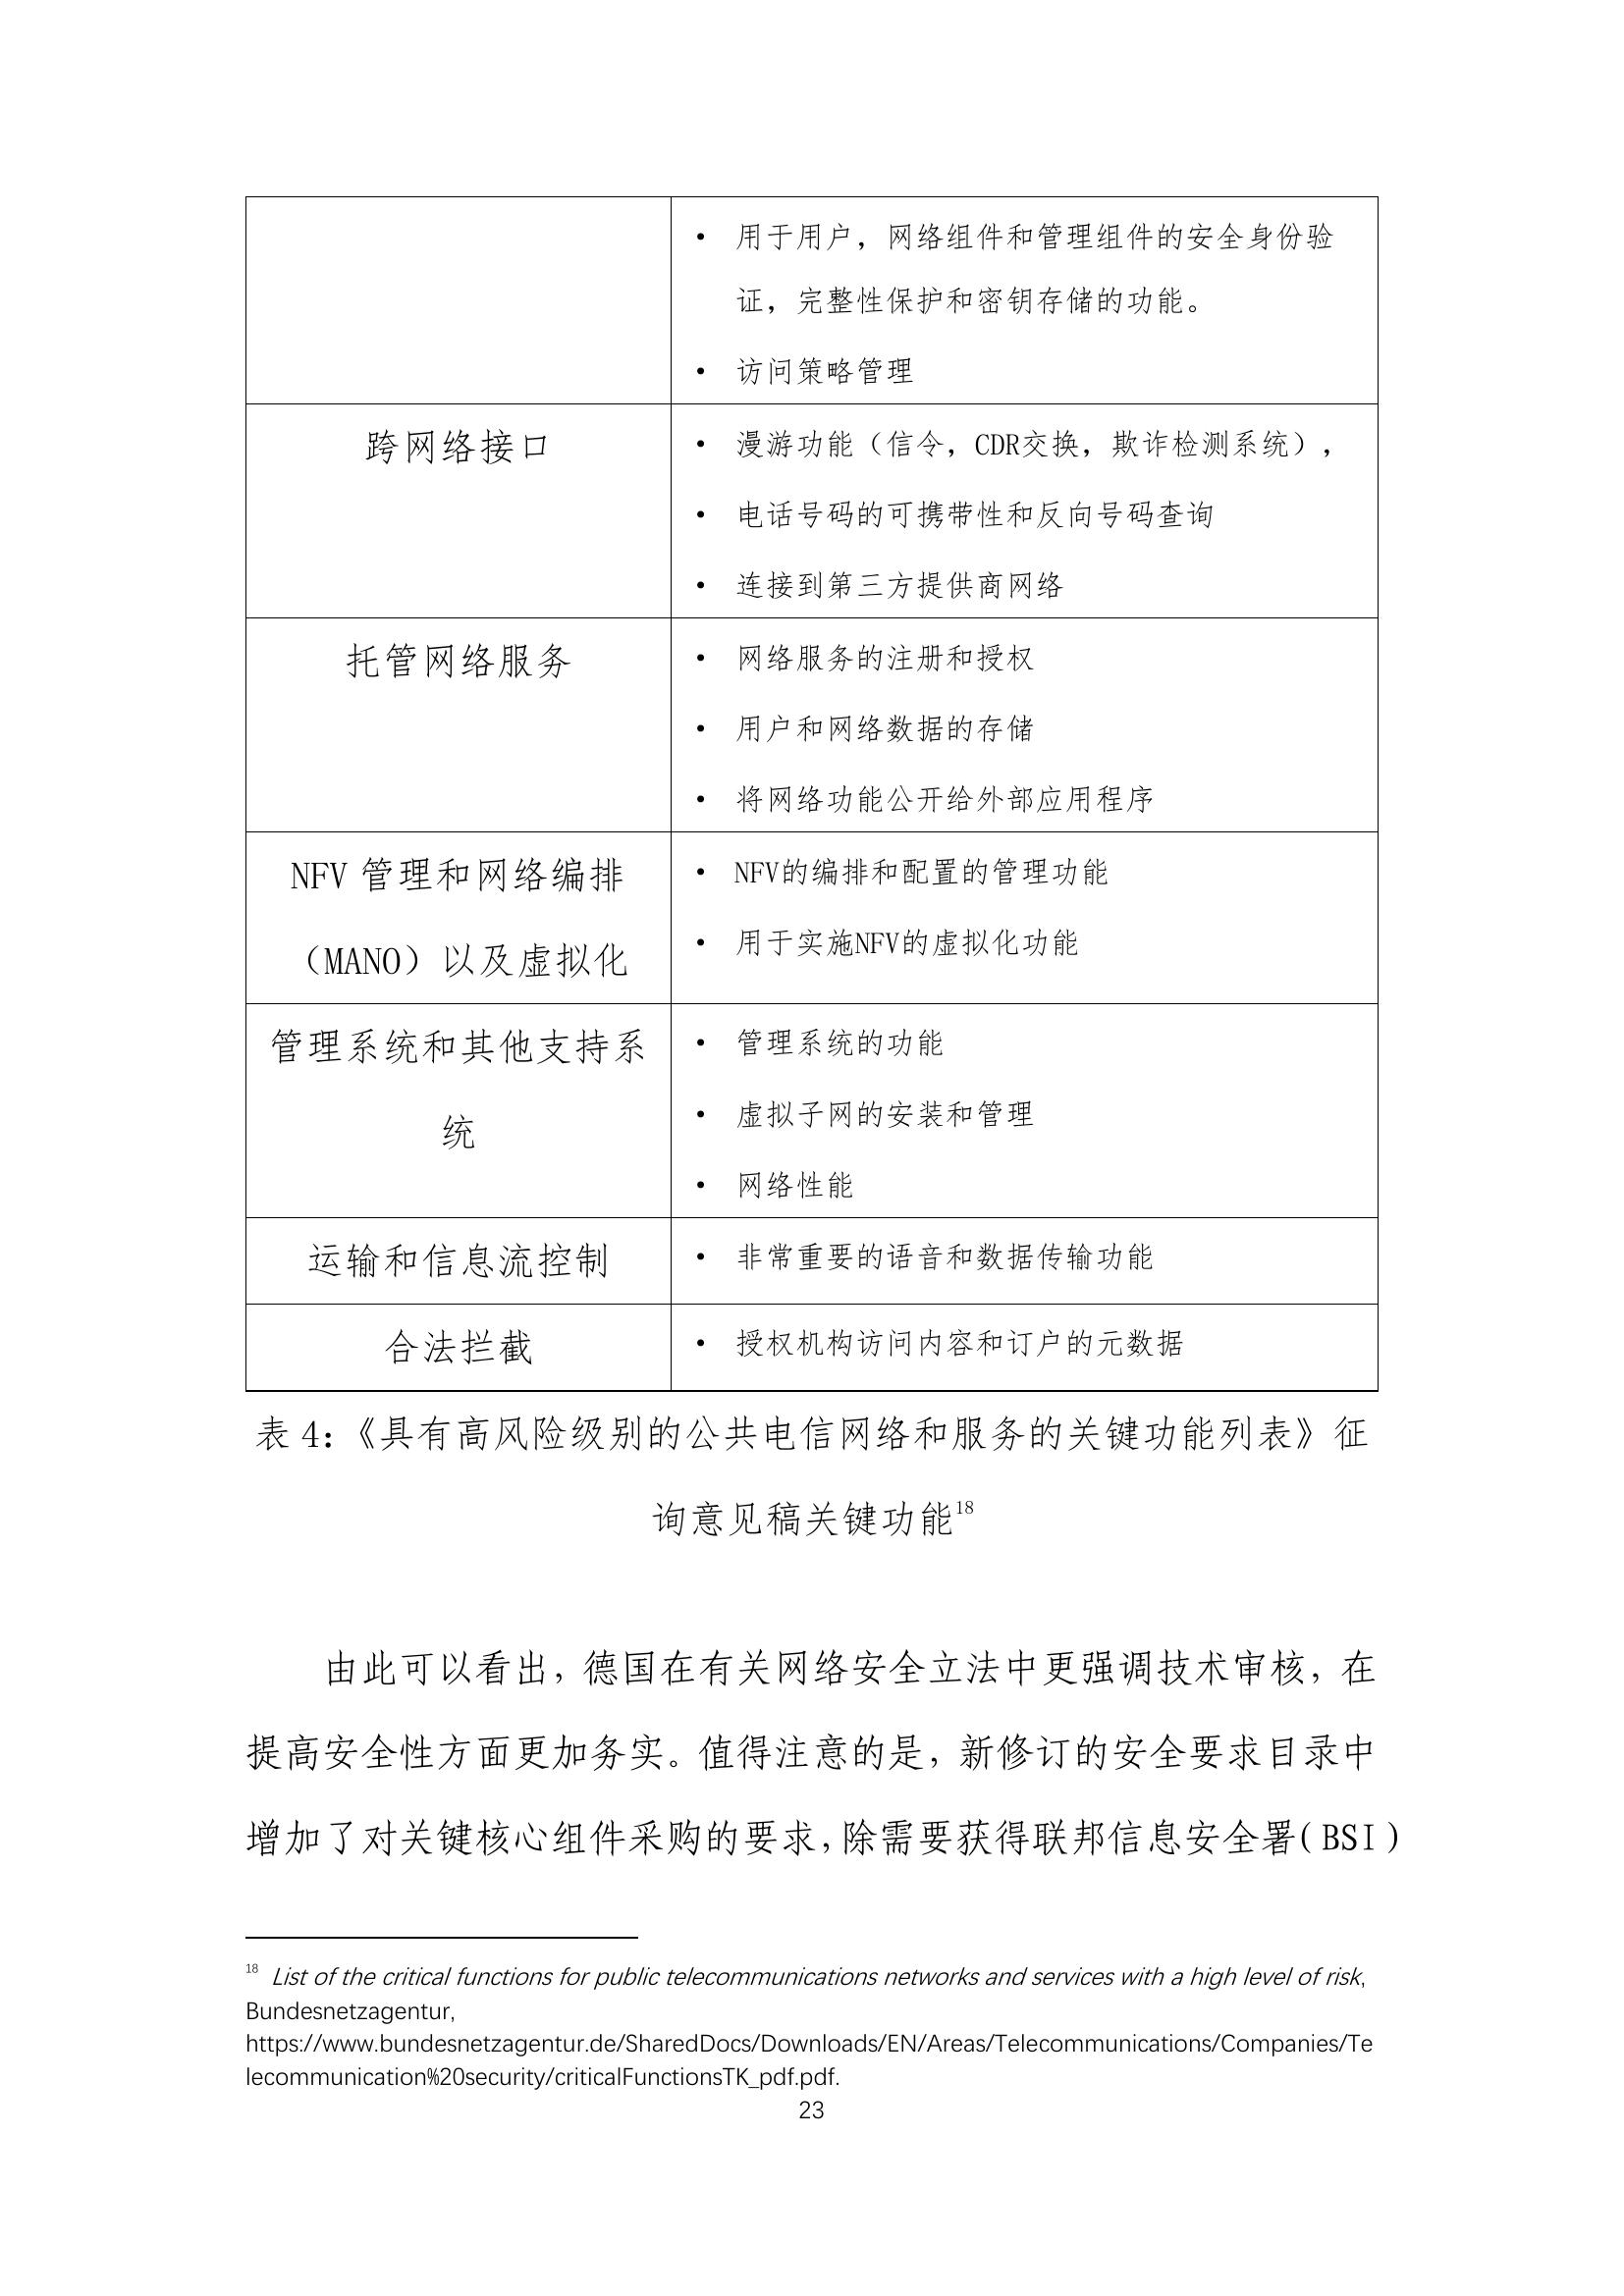 • 用于用户，网络组件和管理组件的安全身份验
证，完整性保护和密钥存储的功能。
• 访问策略管理
跨网络接口
• 漫游功能（信令，CDR交换，欺诈检测系统），
• 电话号码的可携带性和反向号码查询
• 连接到第三方提供商网络
托管网络服务
• 网络服务的注册和授权
• 用户和网络数据的存储
• 将网络功能公开给外部应用程序
NFV 管理和网络编排
（MANO）以及虚拟化
• NFV的编排和配置的管理功能
• 用于实施NFV的虚拟化功能
管理系统和其他支持系
统
• 管理系统的功能
• 虚拟子网的安装和管理
• 网络性能
运输和信息流控制
• 非常重要的语音和数据传输功能
合法拦截
• 授权机构访问内容和订户的元数据
表 4：《具有高风险级别的公共电信网络和服务的关键功能列表》征
询意见稿关键功能18
由此可以看出，德国在有关网络安全立法中更强调技术审核，在
提高安全性方面更加务实。值得注意的是，新修订的安全要求目录中
增加了对关键核心组件采购的要求，除需要获得联邦信息安全署(BSI)
18 List of the critical functions for public telecommunications networks and services with a high level of risk,
Bundesnetzagentur,
https://www.bundesnetzagentur.de/SharedDocs/Downloads/EN/Areas/Telecommunications/Companies/Te
lecommunication%20security/criticalFunctionsTK_pdf.pdf.
23